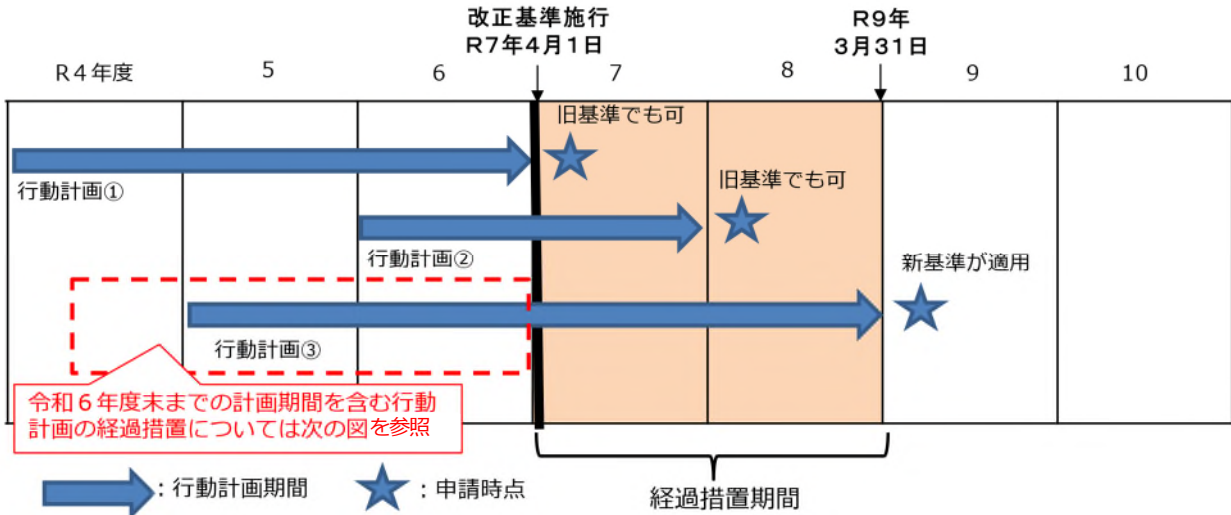 改正基準施行
R7年4月1日
R9年
3月31日
R4年度
5
6
7
8
9
10
旧基準でも可
行動計画①
旧基準でも可
行動計画②
新基準が適用
行動計画③
令和6年度末までの計画期間を含む行動
計画の経過措置については次の図を参照
：行動計画期間
：申請時点
経過措置期間